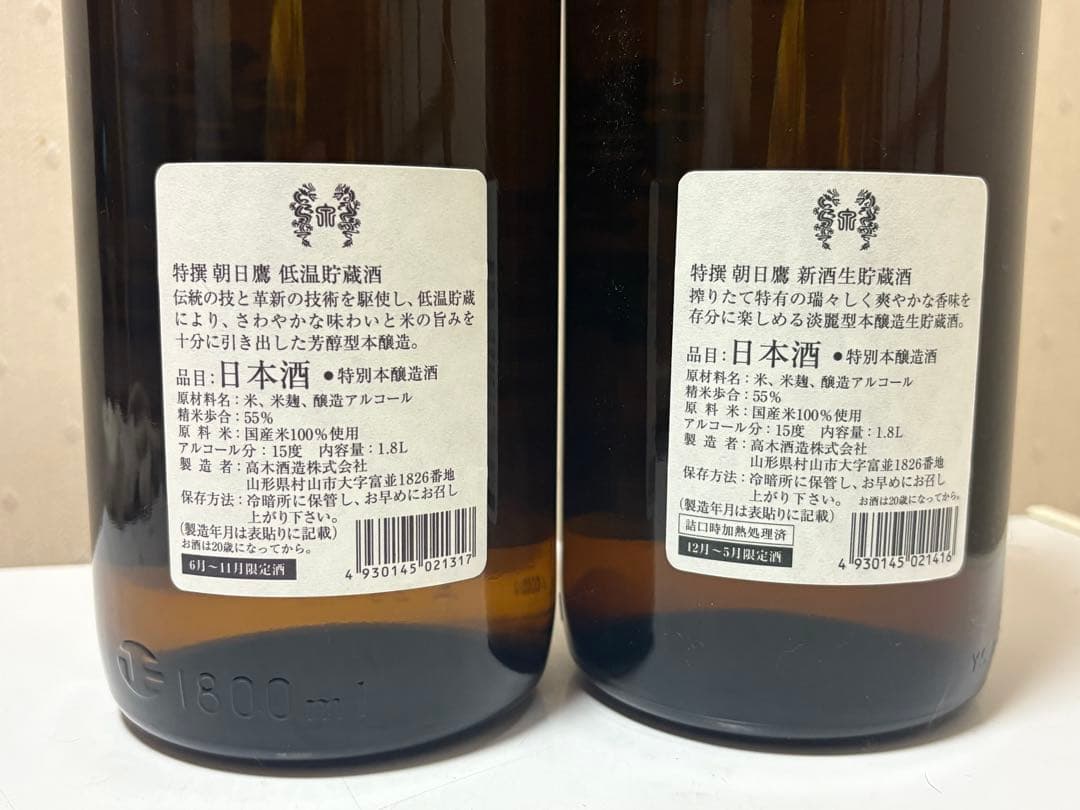 特撰 朝日鷹 低温貯蔵酒
伝統の技と革新の技術を駆使し、低温貯蔵
により、さわやかな味わいと米の旨みを
十分に引き出した芳醇型本醸造。
品目：日本酒 ●特別本醸造酒
原材料名：米、米麹、醸造アルコール
精米歩合：55%
原料米：国産米100%使用
アルコール分：15度 内容量：1.8L
製造者：高木酒造株式会社
山形県村山市大字富並1826番地
保存方法：冷暗所に保管し、お早めにお召し
上がり下さい。
(製造年月は表貼りに記載)
お酒は20歳になってから。
6月～11月限定酒
4 930145 021317
1800ml
特撰 朝日鷹 新酒生貯蔵酒
搾りたて特有の瑞々しく爽やかな香味を
存分に楽しめる淡麗型本醸造生貯蔵酒。
品目：日本酒 ●特別本醸造酒
原材料名：米、米麹、醸造アルコール
精米歩合：55%
原料米：国産米100%使用
アルコール分：15度 内容量：1.8L
製造者：高木酒造株式会社
山形県村山市大字富並1826番地
保存方法：冷暗所に保管し、お早めにお召し
上がり下さい。 お酒は20歳になってから。
(製造年月は表貼りに記載)
詰口時加熱処理済
12月～5月限定酒
4 930145 021416